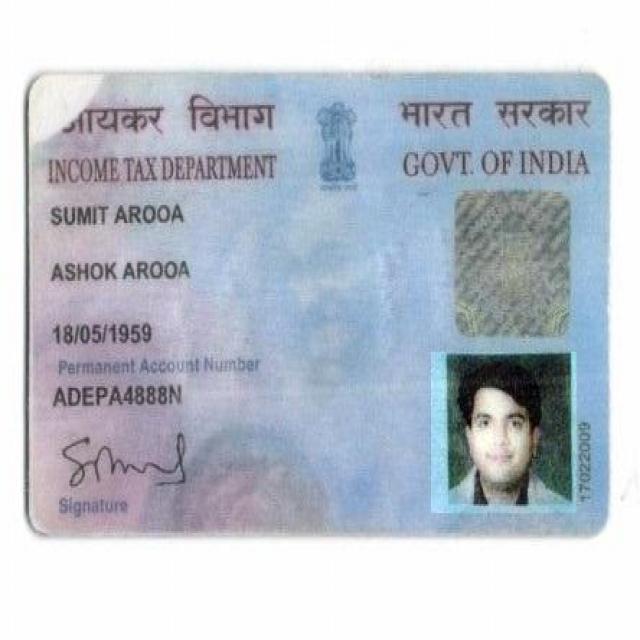 आयकर विभाग
INCOME TAX DEPARTMENT
भारत सरकार
GOVT. OF INDIA
SUMIT AROOA
ASHOK AROOA
18/05/1959
Permanent Account Number
ADEPA4888N
Signature
17022009